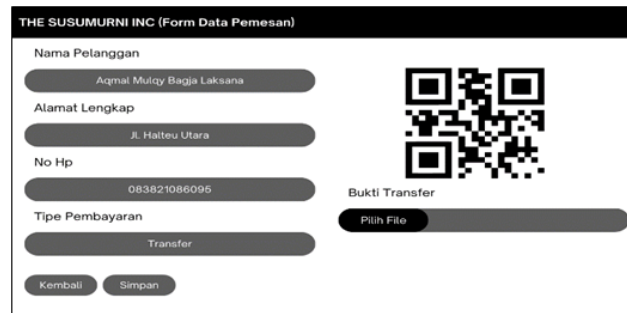 THE SUSUMURNI INC (Form Data Pemesan)
Nama Pelanggan
Aqmal Mulqy Bagja Laksana
Alamat Lengkap
Jl. Halteu Utara
No Hp
083821086095
Tipe Pembayaran
Transfer
Kembali Simpan
Bukti Transfer
Pilih File